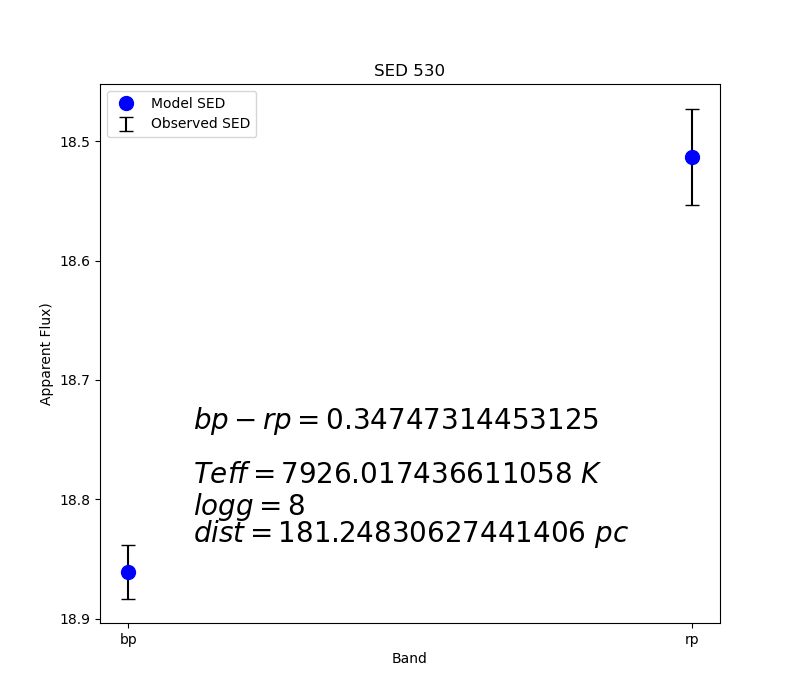 SED 530
Model SED
Observed SED
18.5
18.6
18.7
18.8
18.9
Apparent Flux)
bp − rp = 0.34747314453125
Teff = 7926.017436611058 K
logg = 8
dist = 181.24830627441406 pc
bp
rp
Band